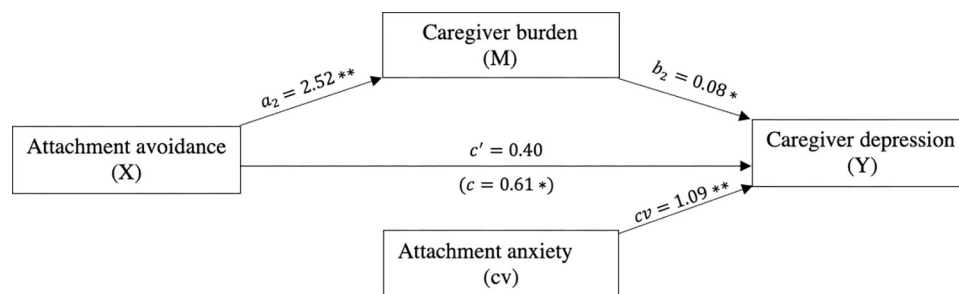 Caregiver burden
(M)
a₂ = 2.52 **
b₂ = 0.08 *
Attachment avoidance
(X)
c′ = 0.40
(c = 0.61 *)
Caregiver depression
(Y)
cv = 1.09 **
Attachment anxiety
(cv)